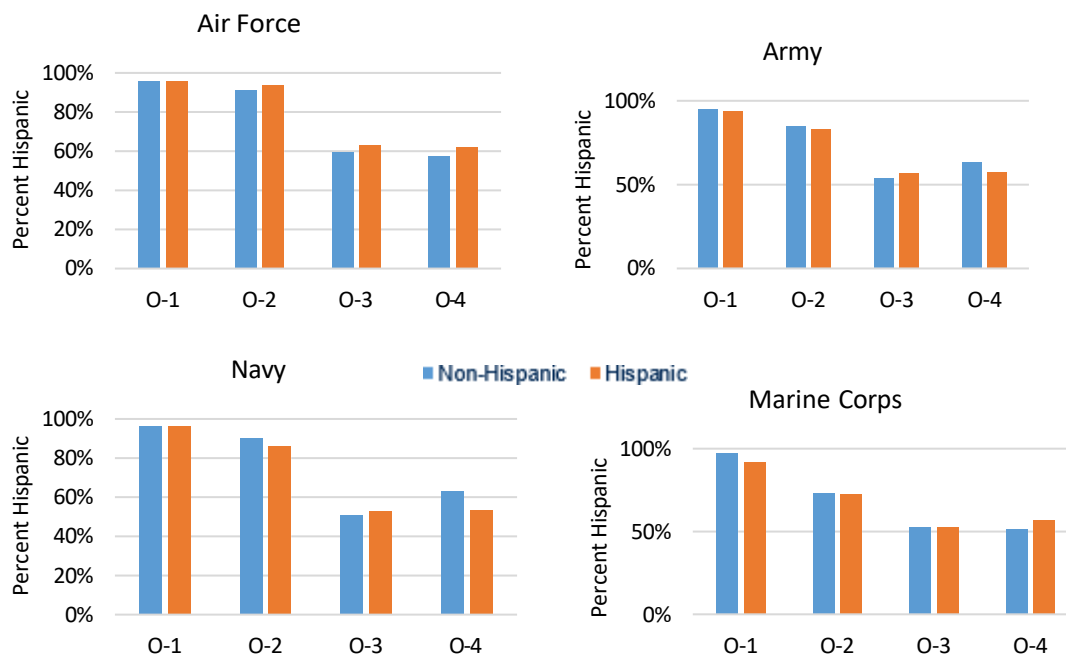 Air Force
Percent Hispanic
100%
80%
60%
40%
20%
0%
O-1 O-2 O-3 O-4
Army
Percent Hispanic
100%
50%
0%
O-1 O-2 O-3 O-4
Navy
Non-Hispanic Hispanic
Percent Hispanic
100%
80%
60%
40%
20%
0%
O-1 O-2 O-3 O-4
Marine Corps
Percent Hispanic
100%
50%
0%
O-1 O-2 O-3 O-4